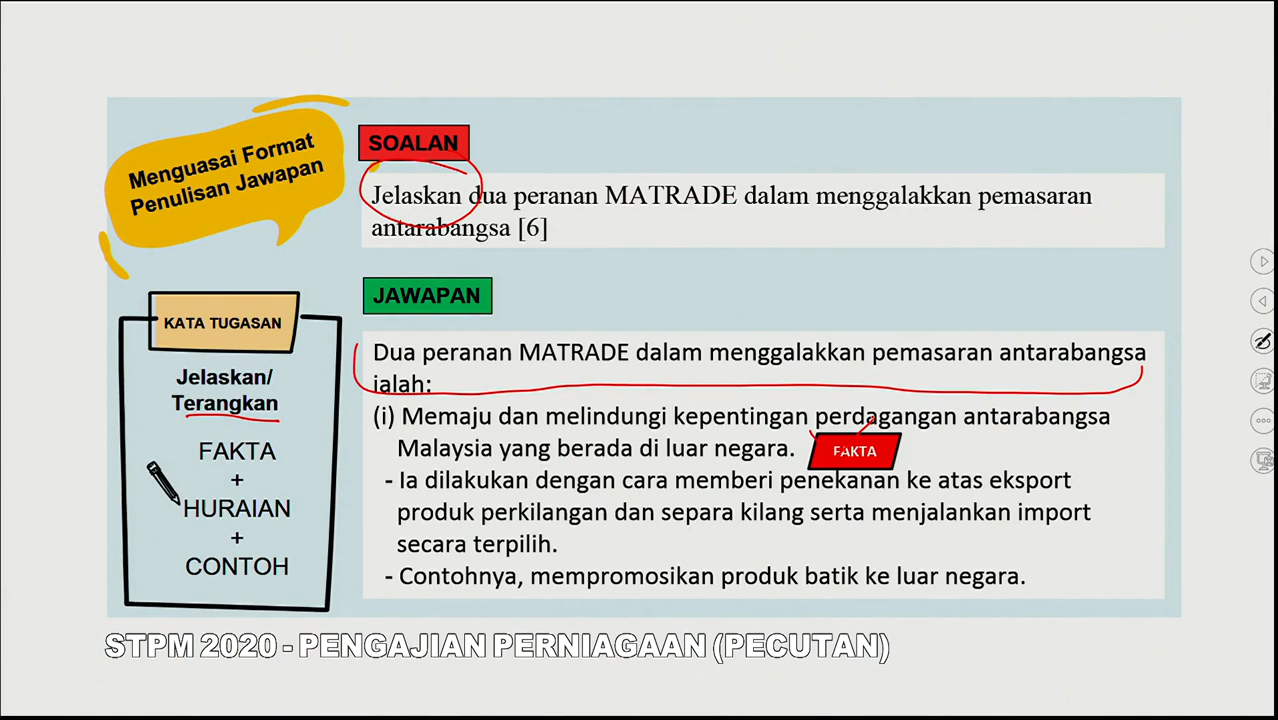 Menguasai Format
Penulisan Jawapan
SOALAN
Jelaskan dua peranan MATRADE dalam menggalakkan pemasaran
antarabangsa [6]
KATA TUGASAN
Jelaskan/
Terangkan
FAKTA
+
HURAIAN
+
CONTOH
JAWAPAN
Dua peranan MATRADE dalam menggalakkan pemasaran antarabangsa
ialah:
(i) Memaju dan melindungi kepentingan perdagangan antarabangsa
Malaysia yang berada di luar negara. FAKTA
- Ia dilakukan dengan cara memberi penekanan ke atas eksport
produk perkilangan dan separa kilang serta menjalankan import
secara terpilih.
- Contohnya, mempromosikan produk batik ke luar negara.
STPM 2020 - PENGAJIAN PERNIAGAAN (PECUTAN)